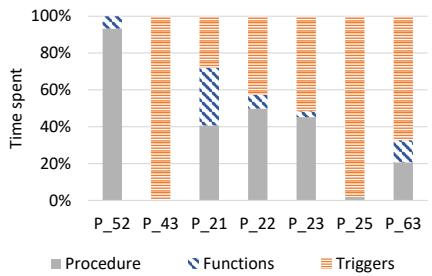 100%
80%
60%
40%
20%
0%
Time spent
P_52 P_43 P_21 P_22 P_23 P_25 P_63
Procedure Functions Triggers